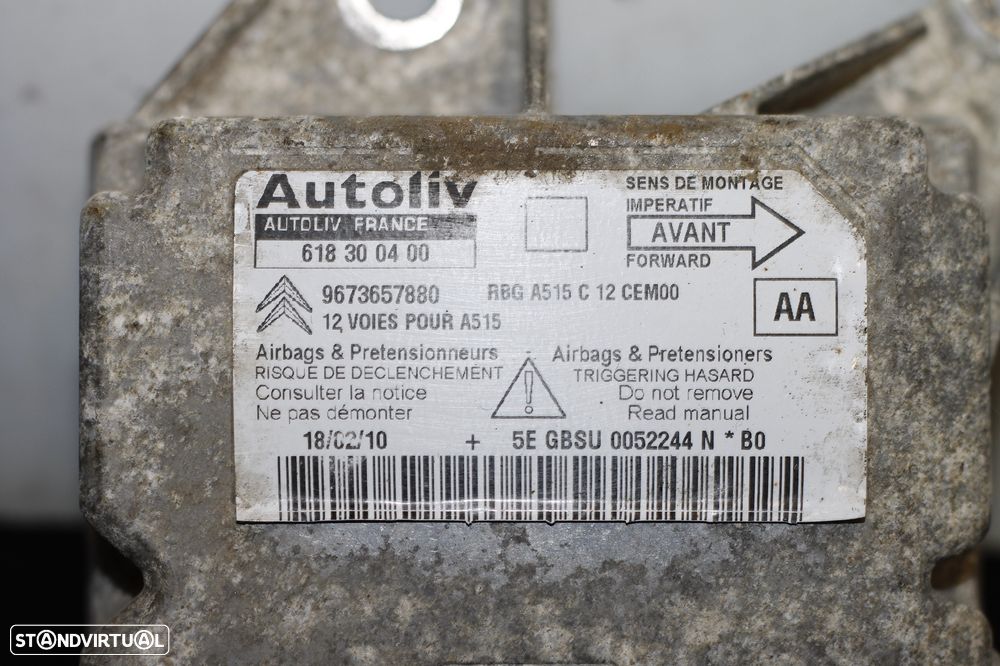 Autoliv
AUTOLIV FRANCE
618 30 04 00
SENS DE MONTAGE
IMPERATIF
AVANT
FORWARD
9673657880 RBG A515 C 12 CEM00
12 VOIES POUR A515
AA
Airbags & Pretensionneurs
RISQUE DE DECLENCHEMENT
Consulter la notice
Ne pas démonter
Airbags & Pretensioners
TRIGGERING HASARD
Do not remove
Read manual
18/02/10 + 5E GBSU 0052244 N * B0
STANDVIRTUAL